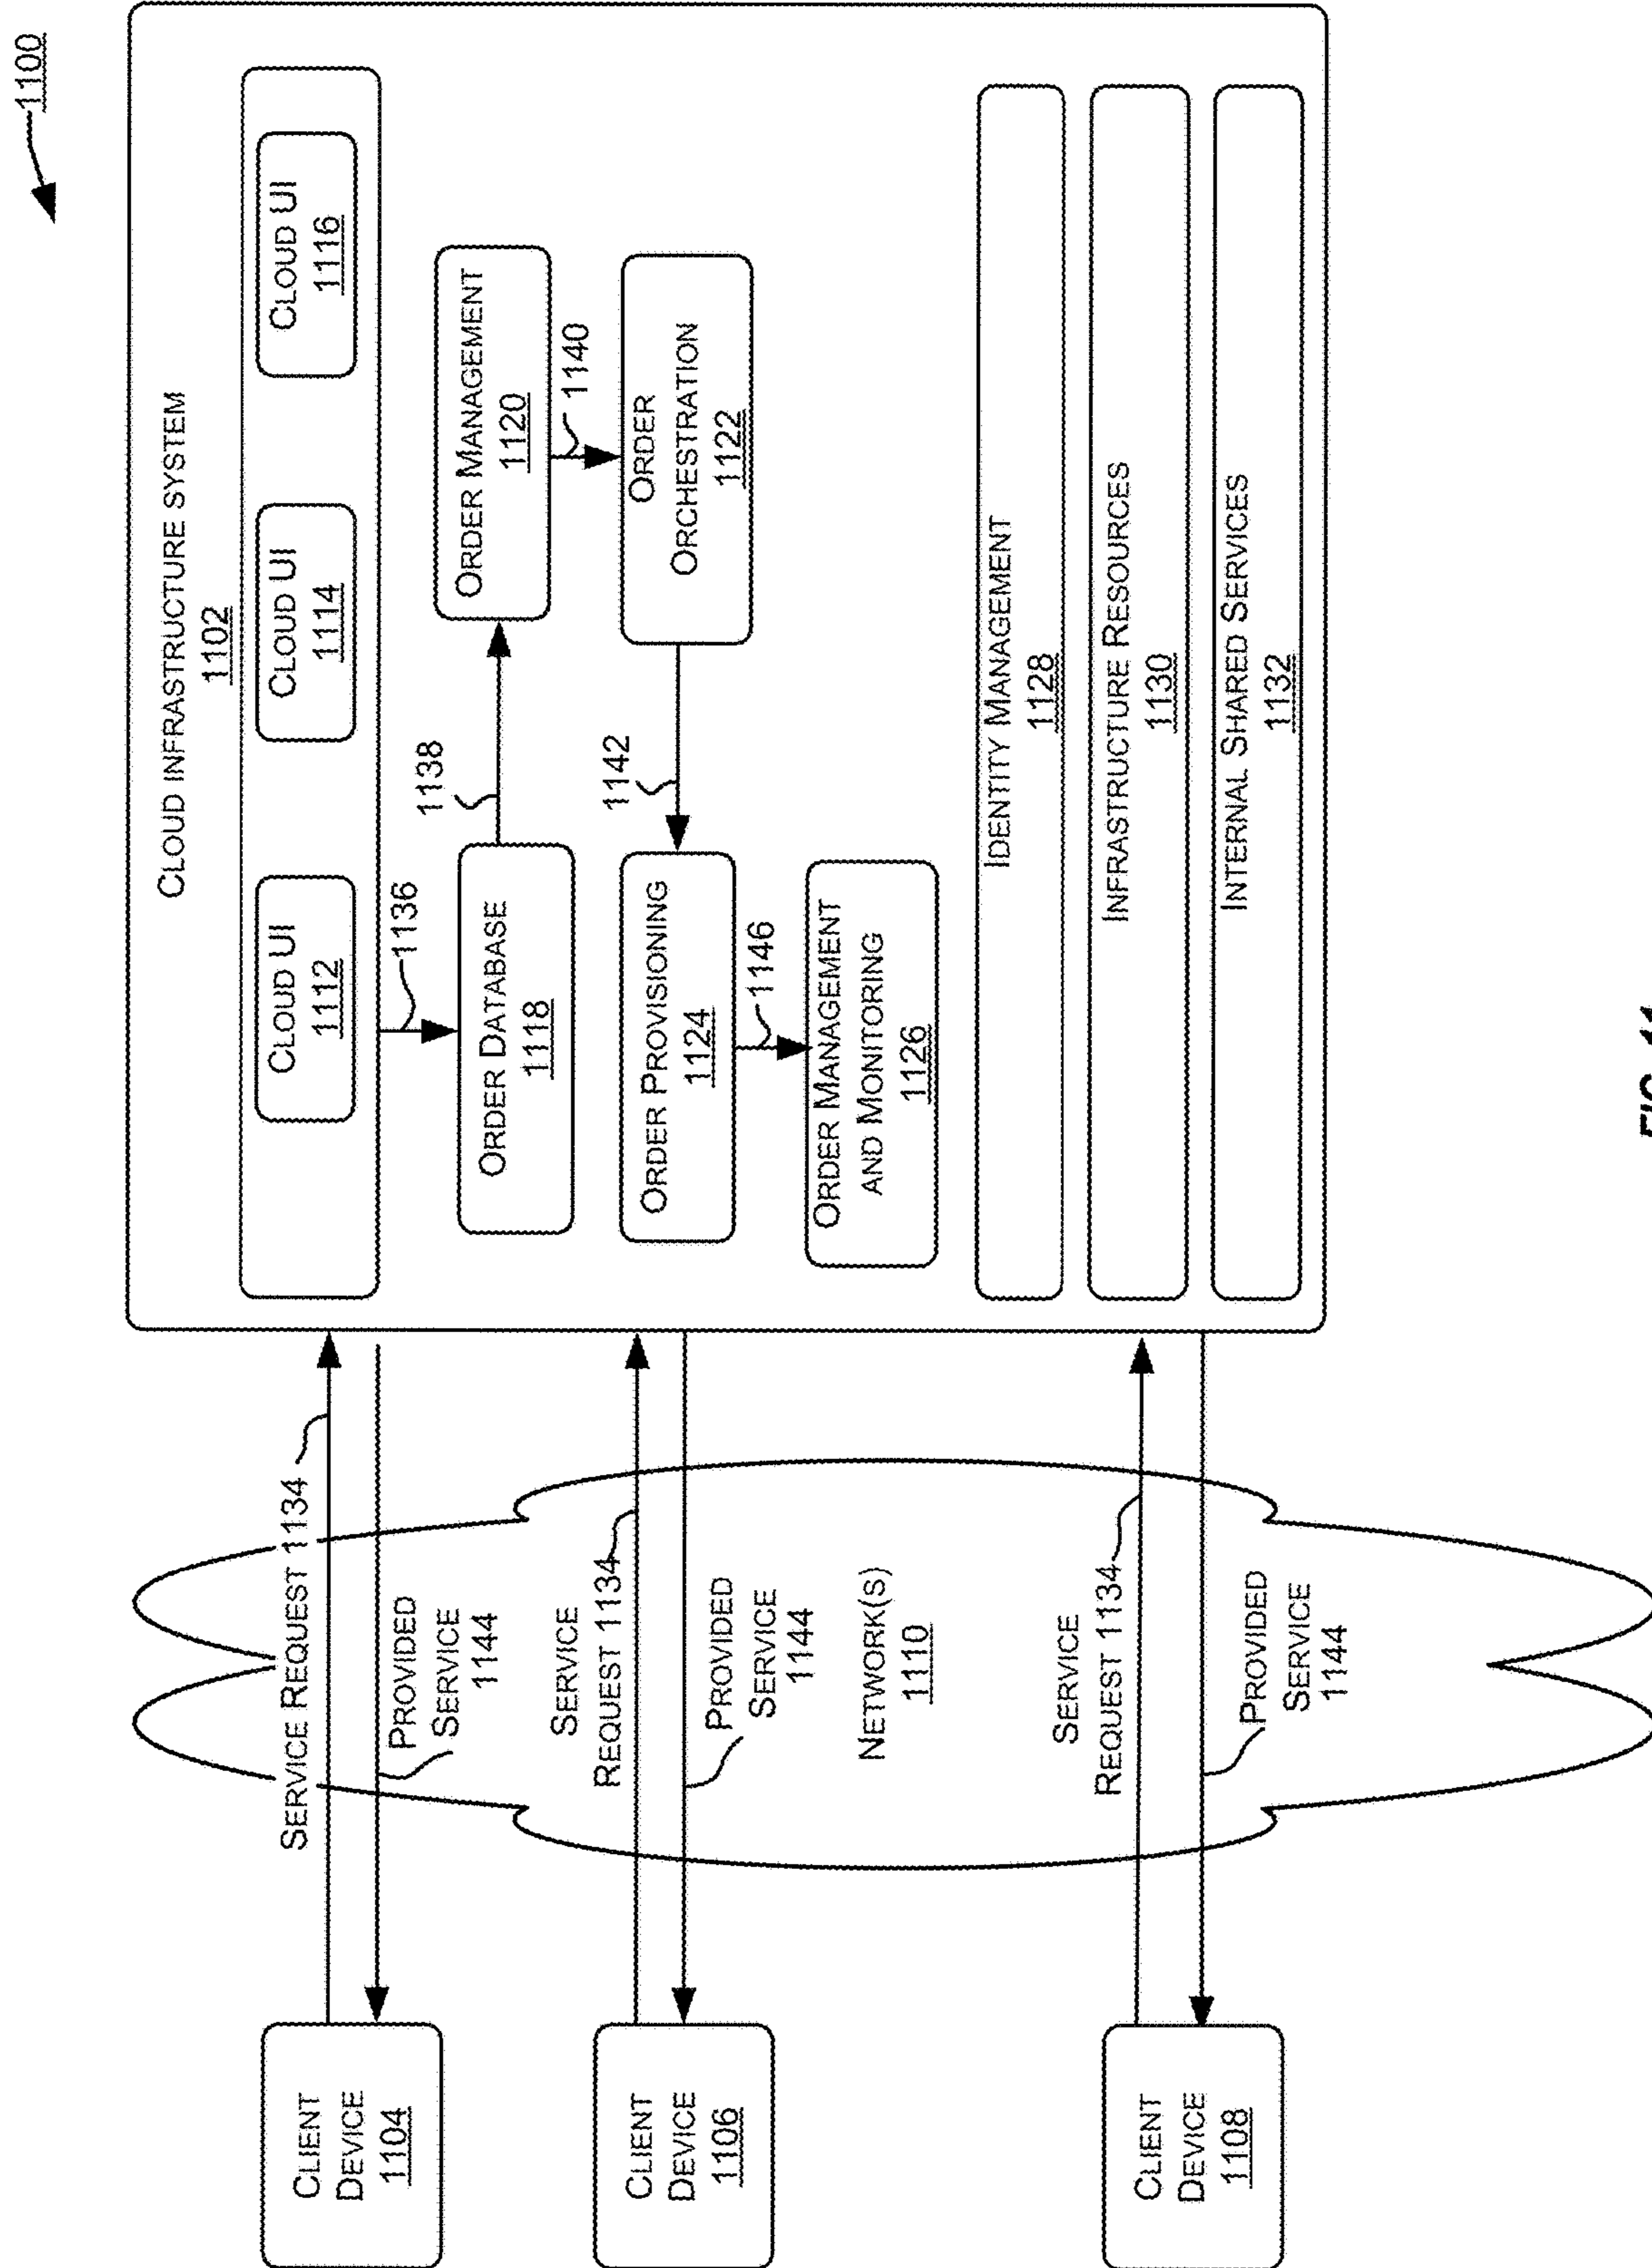 1100
CLOUD INFRASTRUCTURE SYSTEM
1102
CLOUD UI
1112
CLOUD UI
1114
CLOUD UI
1116
1136
ORDER DATABASE
1118
1138
ORDER MANAGEMENT
1120
1140
ORDER
ORCHESTRATION
1122
1142
ORDER PROVISIONING
1124
1146
ORDER MANAGEMENT
AND MONITORING
1126
IDENTITY MANAGEMENT
1128
INFRASTRUCTURE RESOURCES
1130
INTERNAL SHARED SERVICES
1132
SERVICE REQUEST 1134
PROVIDED
SERVICE
1144
SERVICE
REQUEST 1134
PROVIDED
SERVICE
1144
NETWORK(S)
1110
SERVICE
REQUEST 1134
PROVIDED
SERVICE
1144
CLIENT
DEVICE
1104
CLIENT
DEVICE
1106
CLIENT
DEVICE
1108
FIG. 11